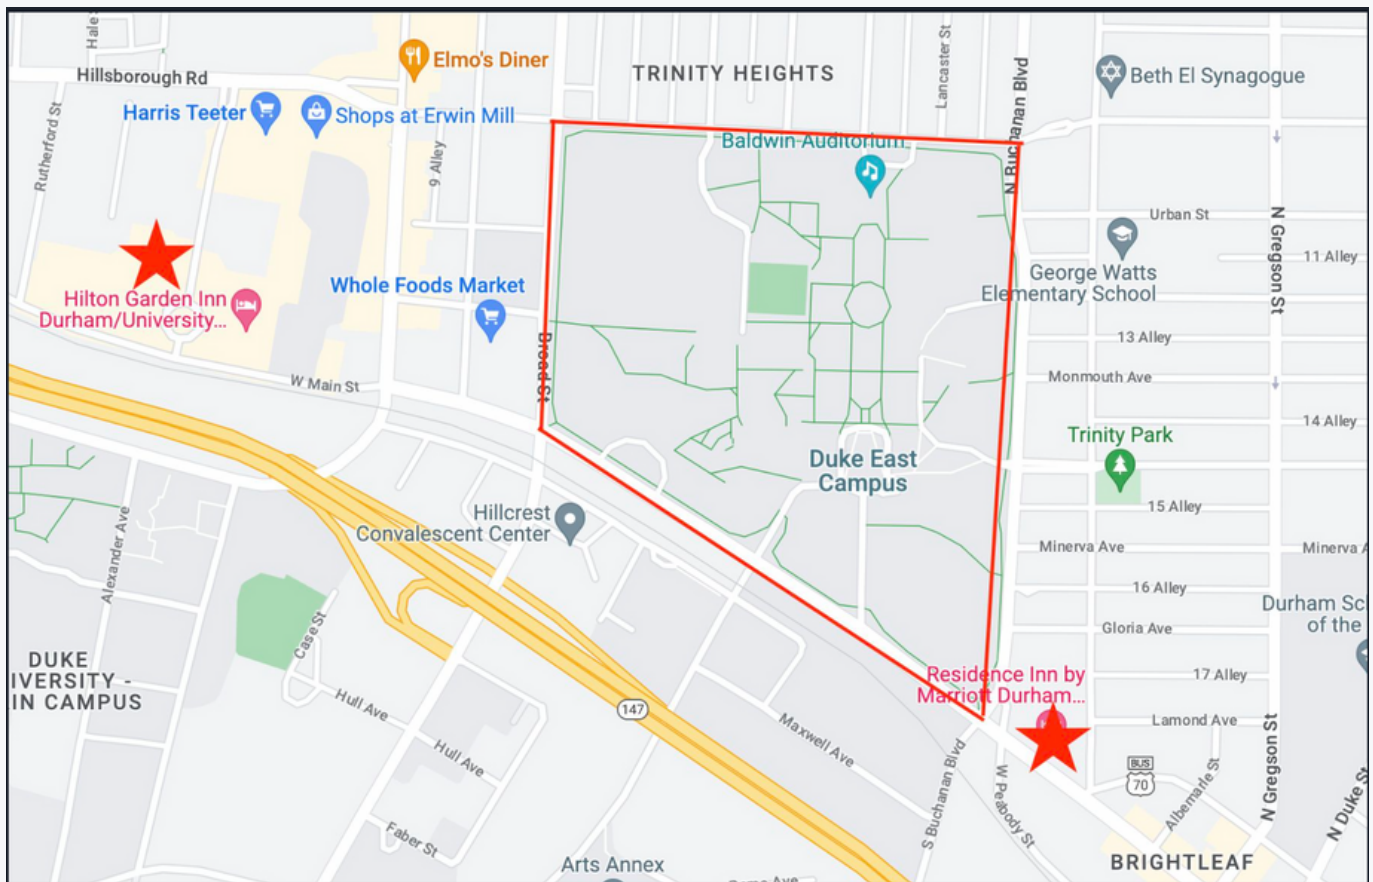 Hale
Hillsborough Rd
Elmo's Diner
TRINITY HEIGHTS
Lancaster St
N Buchanan Blvd
Beth El Synagogue
Harris Teeter
Shops at Erwin Mill
Rutherford St
9 Alley
Baldwin Auditorium
Urban St
N Gregson St
11 Alley
George Watts
Elementary School
Whole Foods Market
Hilton Garden Inn
Durham/University...
Broad St
13 Alley
W Main St
Monmouth Ave
14 Alley
Trinity Park
Duke East
Campus
15 Alley
Hillcrest
Convalescent Center
Alexander Ave
Minerva Ave
Minerva A
16 Alley
Durham Sc
of the
Case St
Gloria Ave
DUKE
IVERSITY -
IN CAMPUS
Residence Inn by
Marriott Durham...
17 Alley
Hull Ave
147
Lamond Ave
Maxwell Ave
Hull Ave
S Buchanan Blvd
W Peabody St
BUS
70
Albemarle St
N Gregson St
N Duke St
Faber St
Arts Annex
BRIGHTLEAF